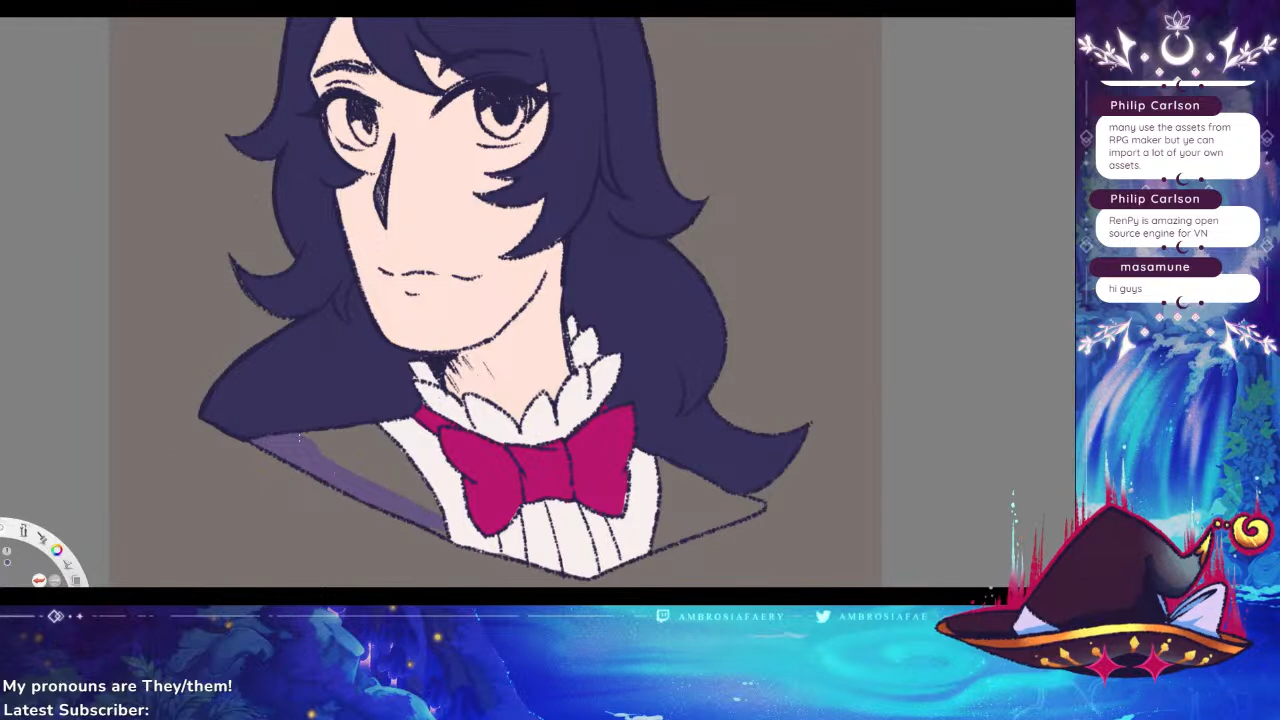 Philip Carlson
many use the assets from
RPG maker but ye can
import a lot of your own
assets.
Philip Carlson
RenPy is amazing open
source engine for VN
masamune
hi guys
AMBROSIAFAERY
AMBROSIAFAE
My pronouns are They/them!
Latest Subscriber: